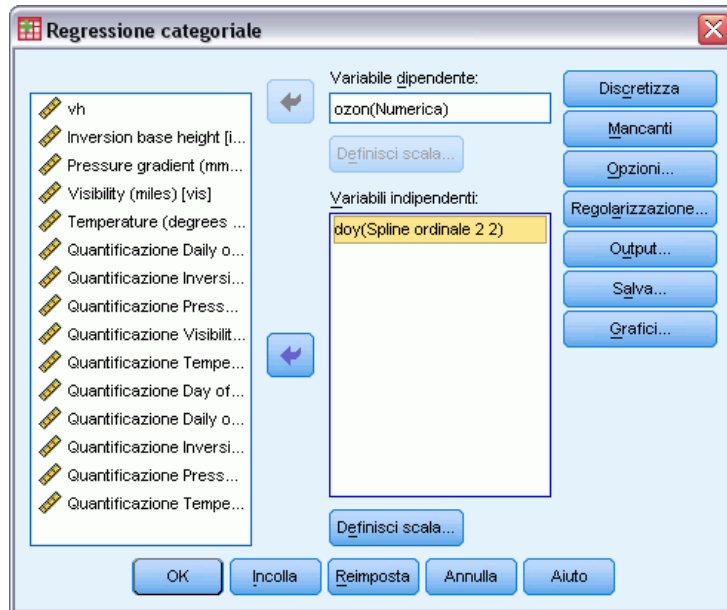 Regressione categoriale
vh
Inversion base height [i...
Pressure gradient (mm...
Visibility (miles) [vis]
Temperature (degrees ...
Quantificazione Daily o...
Quantificazione Inversi...
Quantificazione Press...
Quantificazione Visibilit...
Quantificazione Tempe...
Quantificazione Day of...
Quantificazione Daily o...
Quantificazione Inversi...
Quantificazione Press...
Quantificazione Tempe...
Variabile dipendente:
ozon(Numerica)
Definisci scala...
Variabili indipendenti:
doy(Spline ordinale 2 2)
Definisci scala...
Discretizza
Mancanti
Opzioni...
Regolarizzazione...
Output...
Salva...
Grafici...
OK
Incolla
Reimposta
Annulla
Aiuto